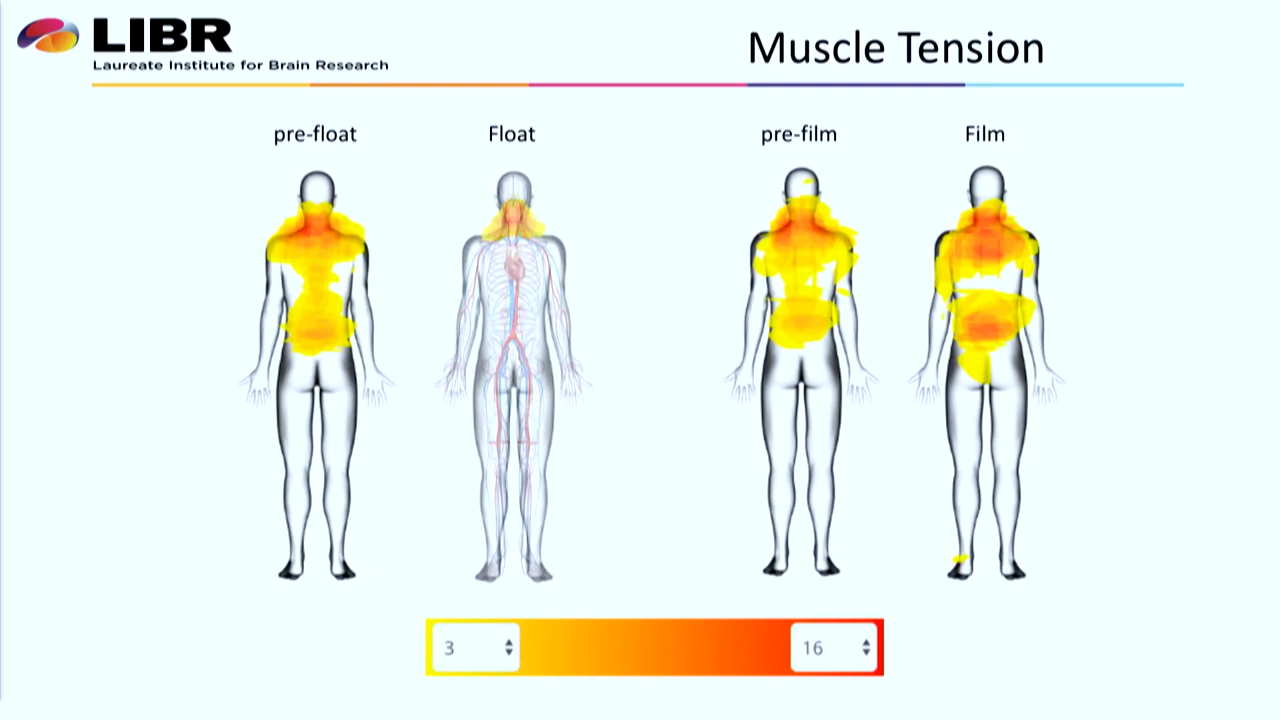 LIBR
Laureate Institute for Brain Research
Muscle Tension
pre-float
Float
pre-film
Film
3
16